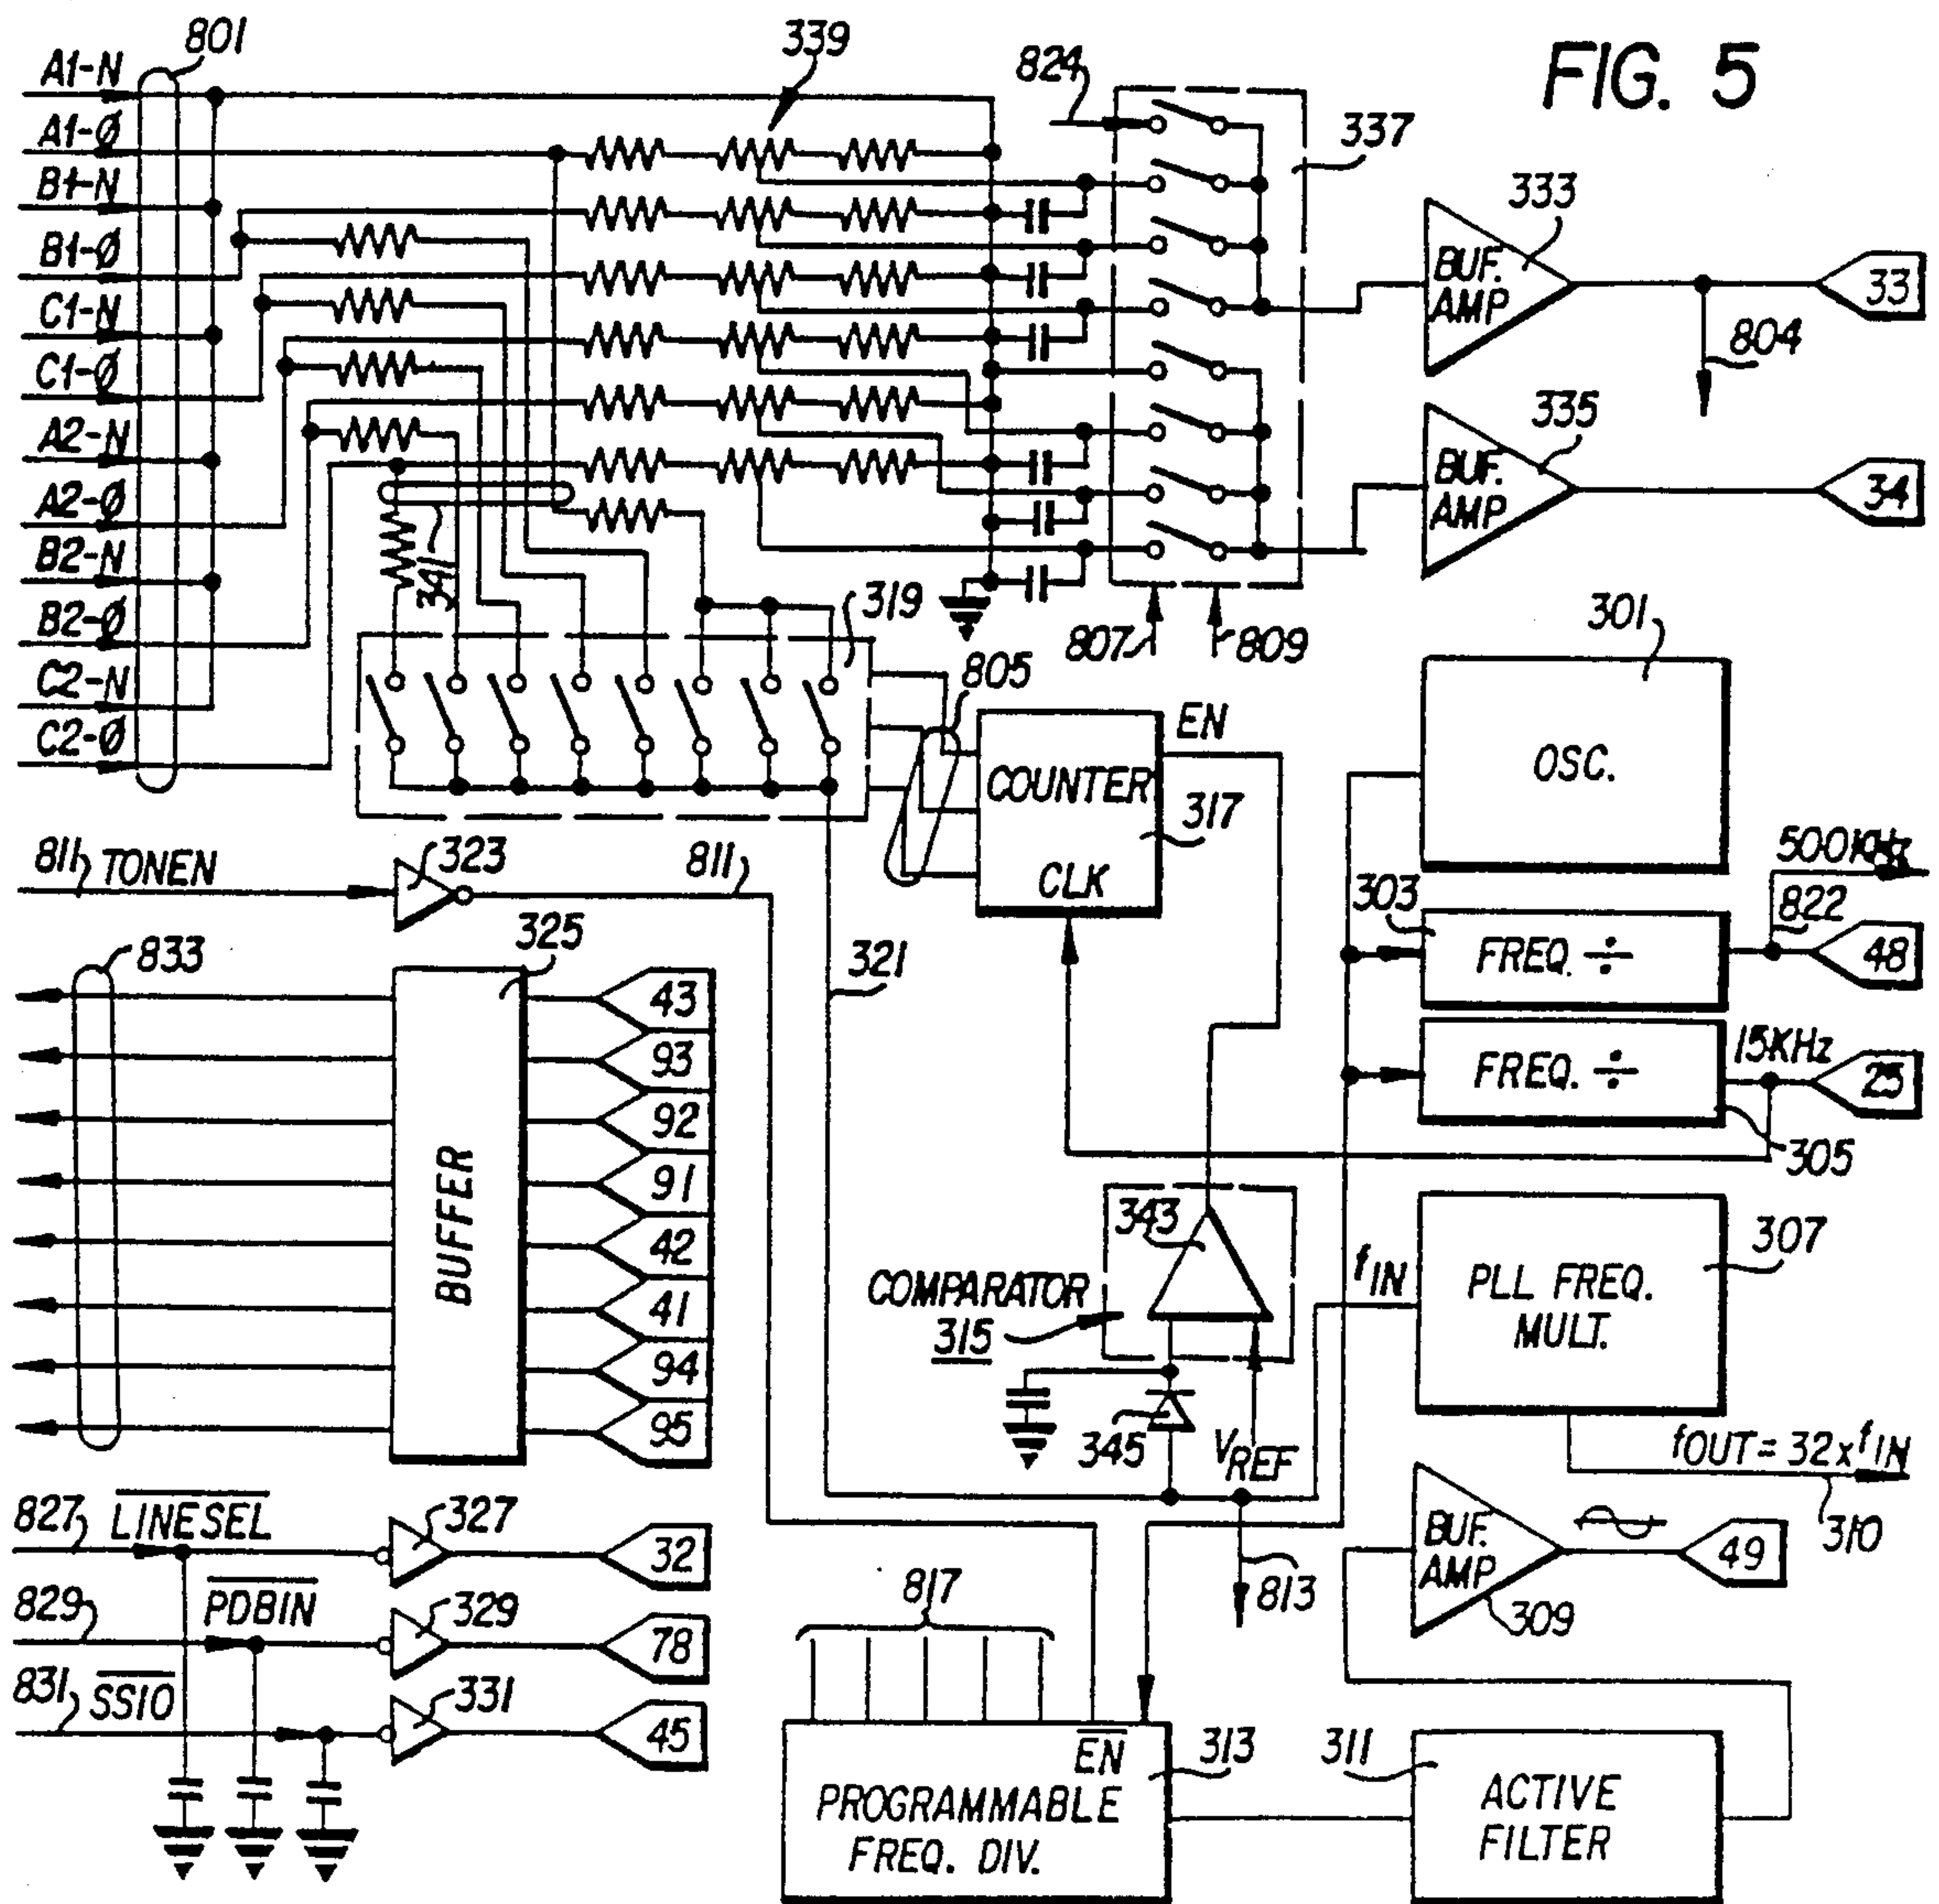 FIG. 5
801
339
824
337
A1-N
A1-Ø
B1-N
B1-Ø
C1-N
C1-Ø
A2-N
A2-Ø
B2-N
B2-Ø
C2-N
C2-Ø
341
319
805
807
809
333
BUF.
AMP
33
804
335
BUF.
AMP
34
301
OSC.
EN
COUNTER
317
CLK
811 TONEN
323
811
321
500KHz
303
822
FREQ. ÷
48
15KHz
FREQ. ÷
25
305
833
325
BUFFER
43
93
92
91
42
41
94
95
343
COMPARATOR
315
345
VREF
fIN
307
PLL FREQ.
MULT.
fOUT = 32 x fIN
310
BUF.
AMP
309
49
813
827 LINESEL
327
32
829 PDBIN
329
78
831 SSIO
331
45
817
EN
313
PROGRAMMABLE
FREQ. DIV.
311
ACTIVE
FILTER